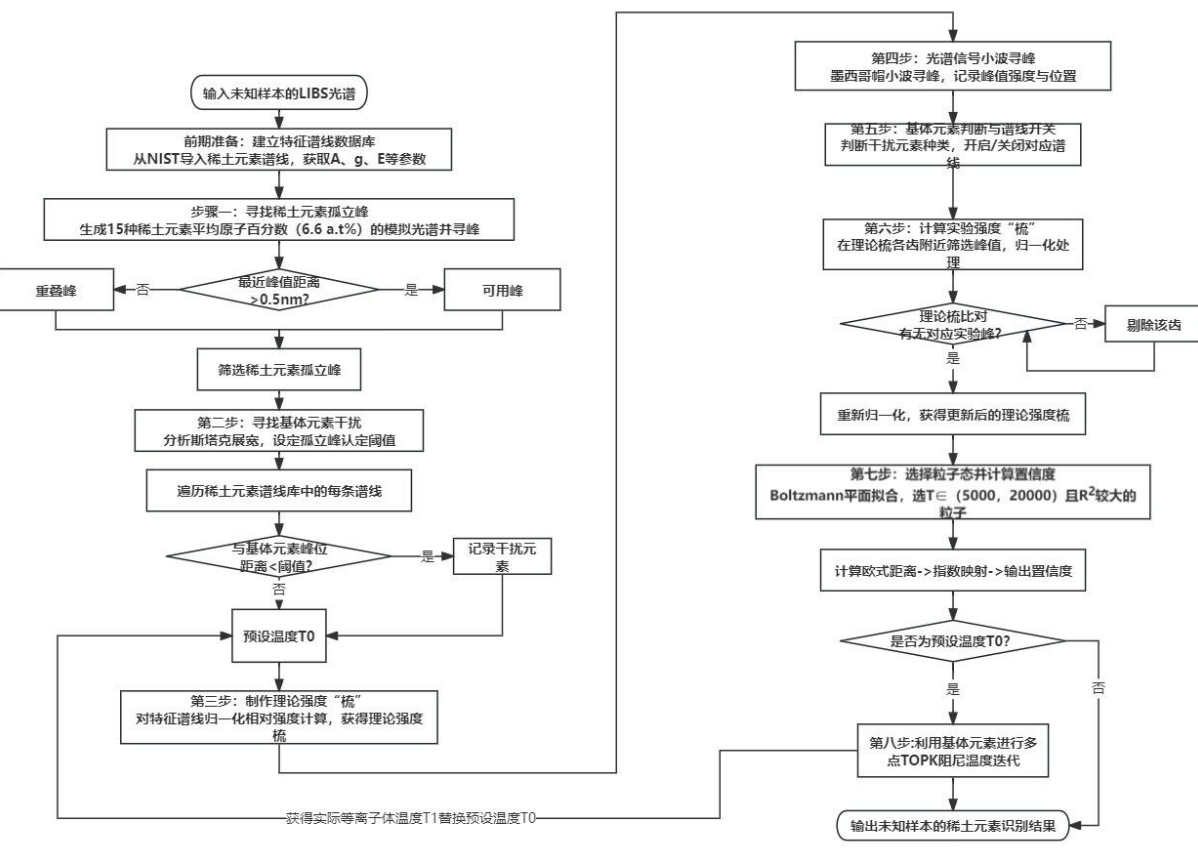 输入未知样本的LIBS光谱
前期准备：建立特征谱线数据库
从NIST导入稀土元素谱线，获取A、g、E等参数
步骤一：寻找稀土元素孤立峰
生成15种稀土元素平均原子百分数（6.6 a.t%）的模拟光谱并寻峰
最近峰值距离
>0.5nm?
否
是
重叠峰
可用峰
筛选稀土元素孤立峰
第二步：寻找基体元素干扰
分析斯塔克展宽，设定孤立峰认定阈值
遍历稀土元素谱线库中的每条谱线
与基体元素峰位
距离<阈值?
是
记录干扰元
素
否
预设温度T0
第三步：制作理论强度“梳”
对特征谱线归一化相对强度计算，获得理论强度
梳
获得实际等离子体温度T1替换预设温度T0
第四步：光谱信号小波寻峰
墨西哥帽小波寻峰，记录峰值强度与位置
第五步：基体元素判断与谱线开关
判断干扰元素种类，开启/关闭对应谱
线
第六步：计算实验强度“梳”
在理论梳各齿附近筛选峰值，归一化处
理
理论梳比对
有无对应实验峰?
否
剔除该齿
是
重新归一化，获得更新后的理论强度梳
第七步：选择粒子态并计算置信度
Boltzmann平面拟合，选T∈（5000，20000）且R²较大的
粒子
计算欧式距离->指数映射->输出置信度
是否为预设温度T0?
是
否
第八步:利用基体元素进行多
点TOPK阻尼温度迭代
输出未知样本的稀土元素识别结果